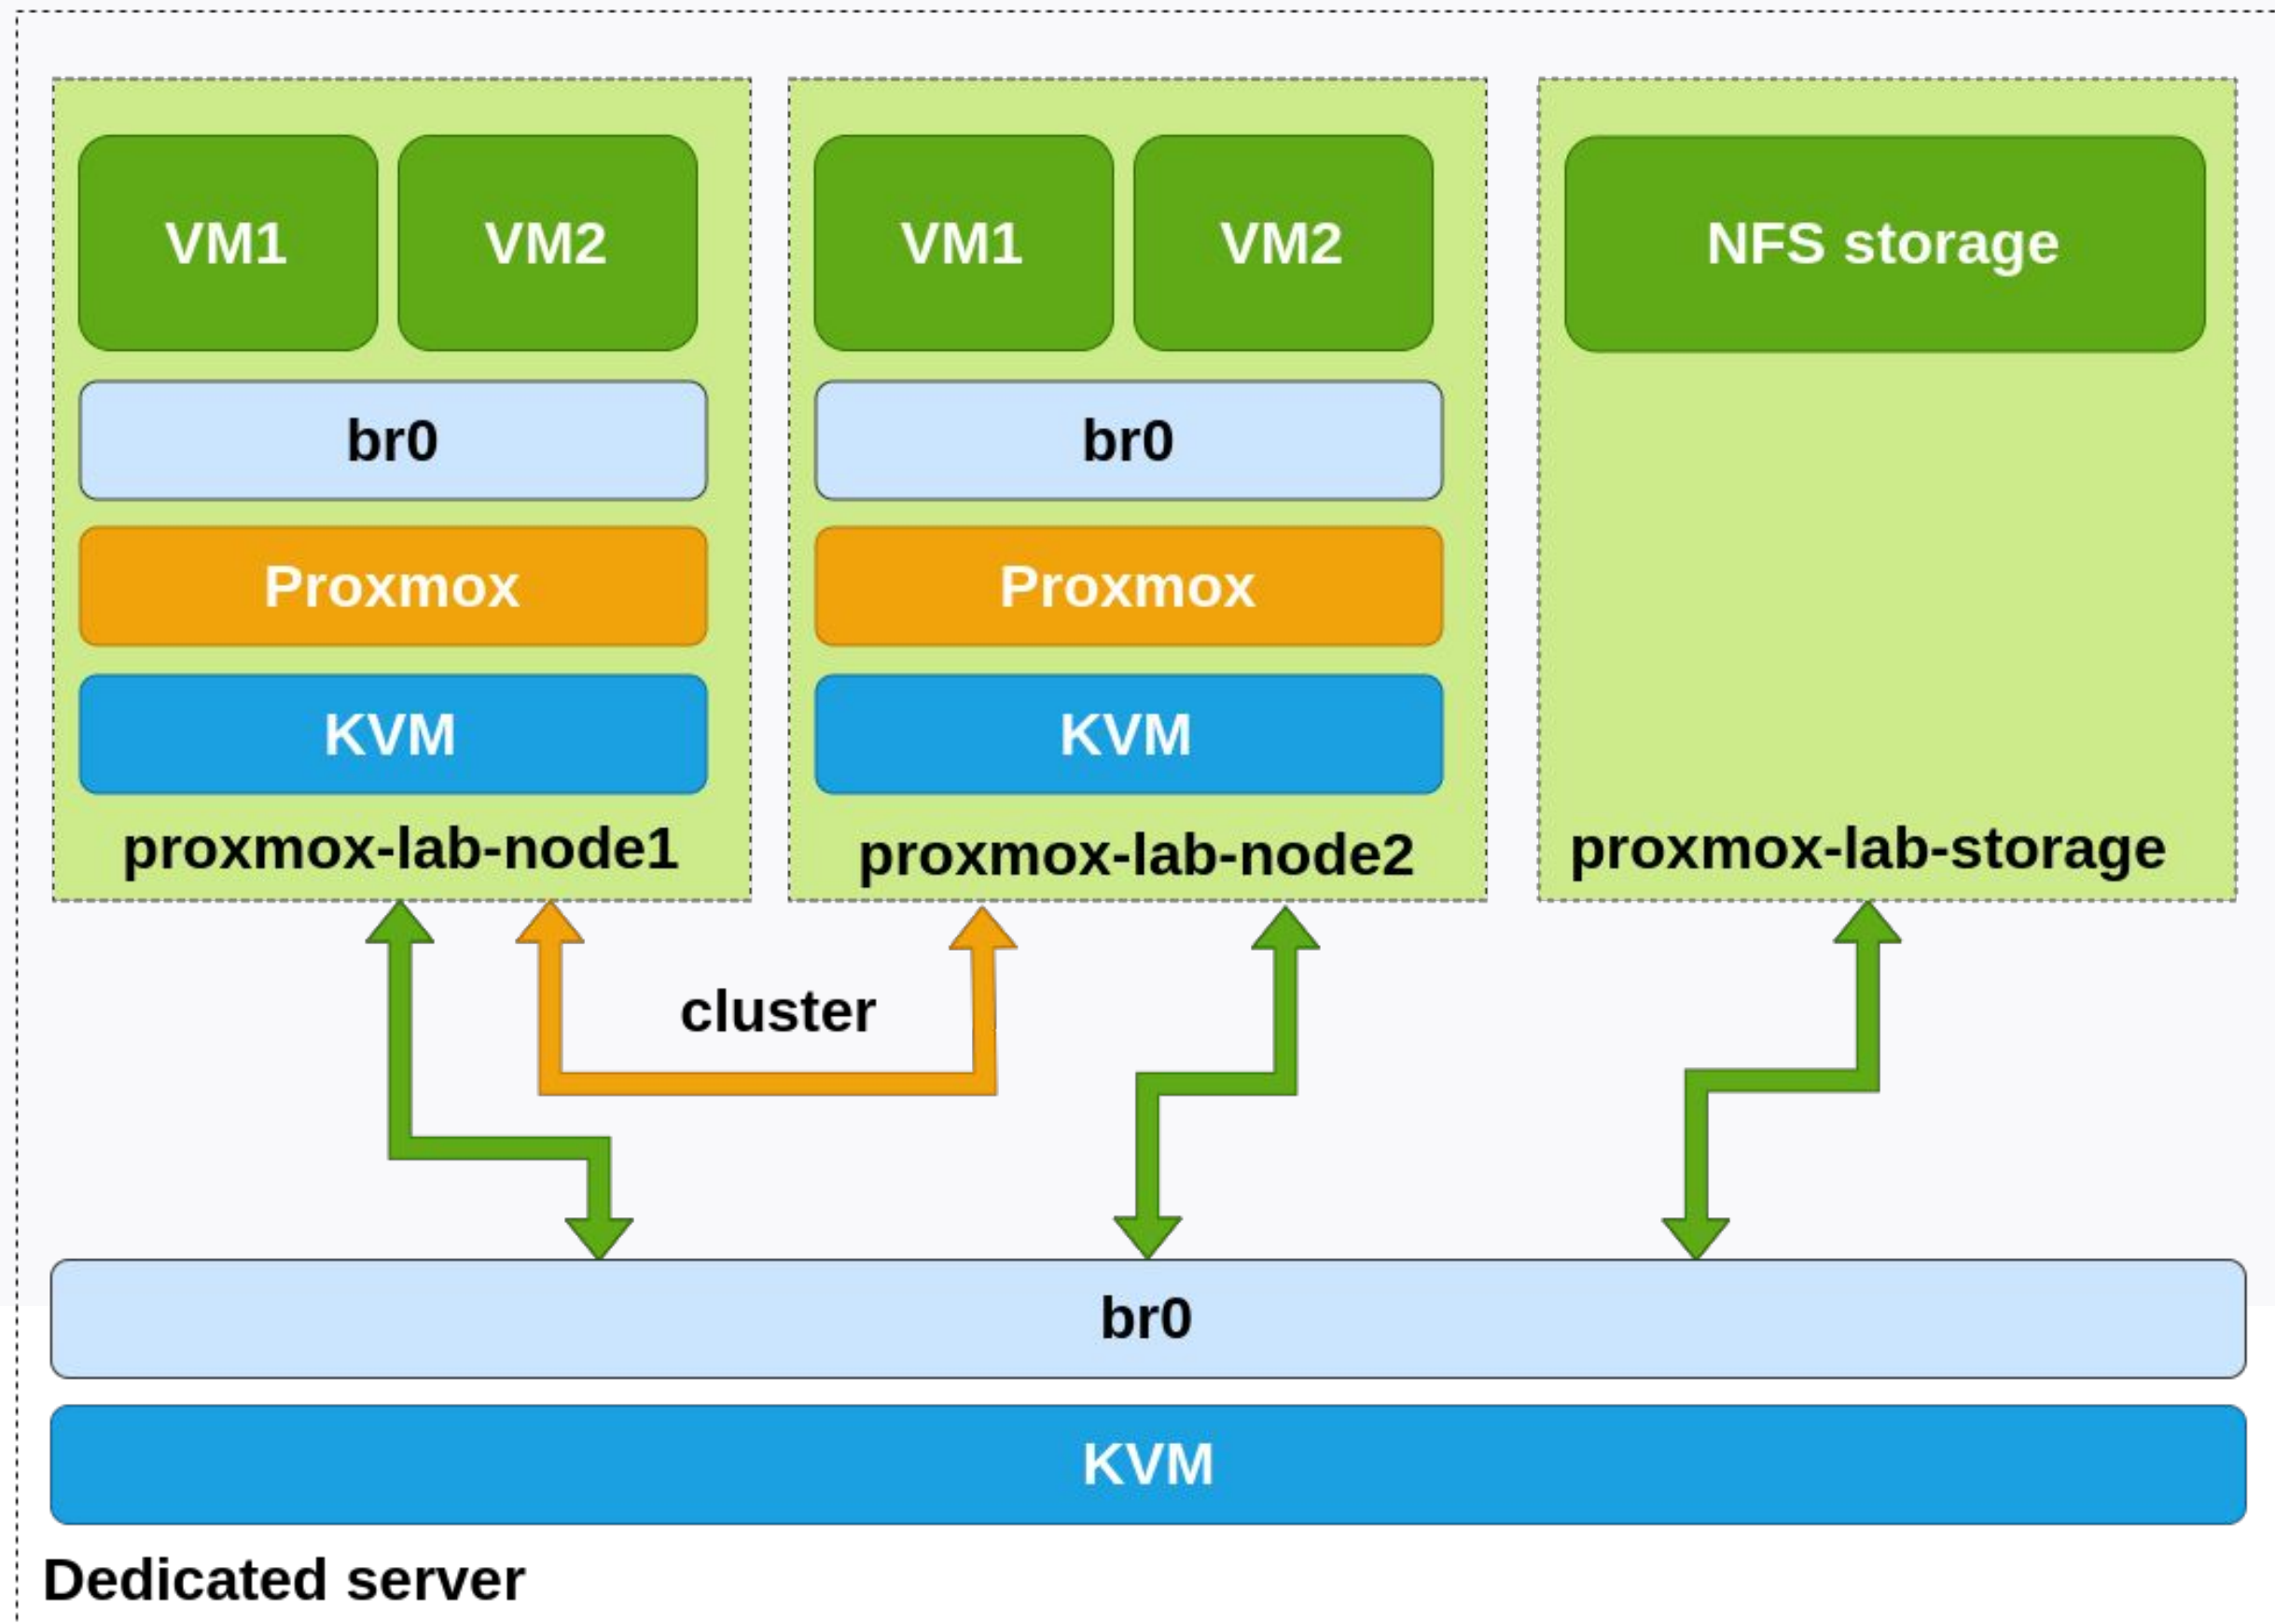 VM1
VM2
br0
Proxmox
KVM
proxmox-lab-node1
VM1
VM2
br0
Proxmox
KVM
proxmox-lab-node2
NFS storage
proxmox-lab-storage
cluster
br0
KVM
Dedicated server